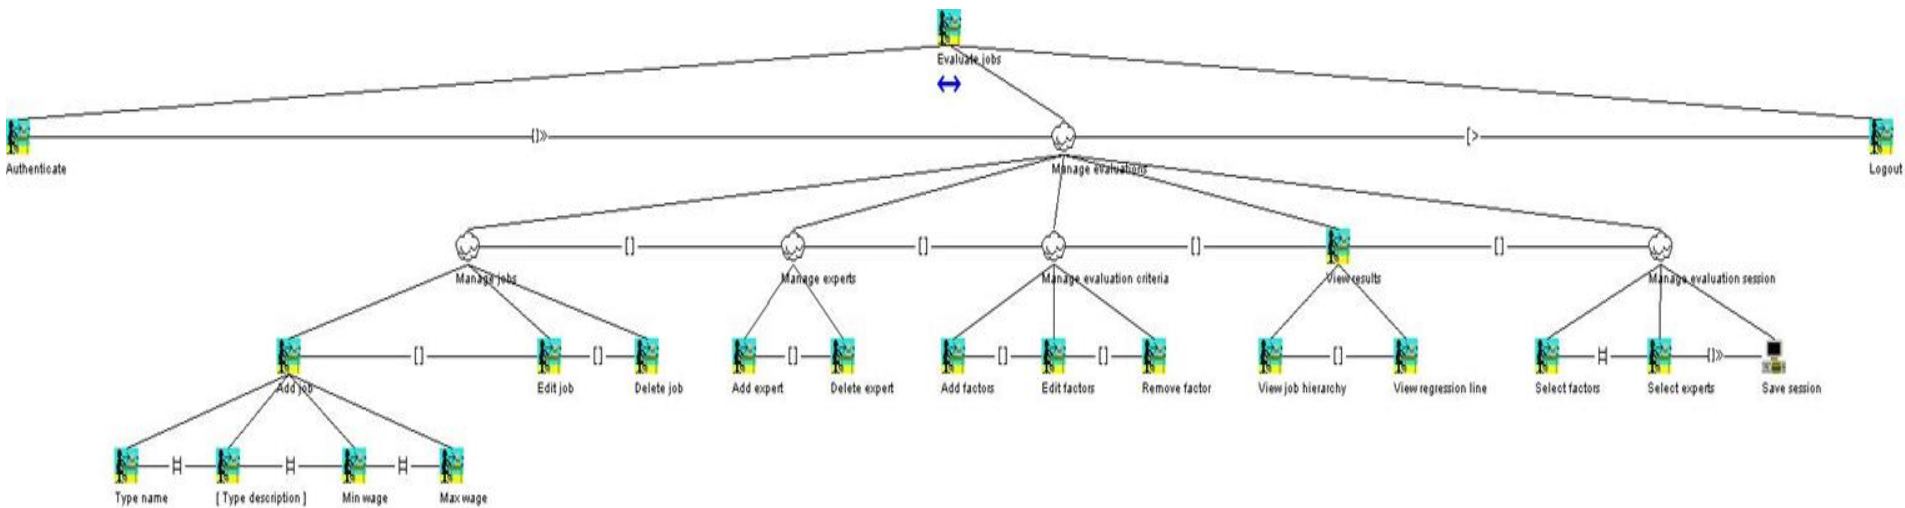 Evaluate jobs
[]»
[>
Authenticate
Manage evaluations
Logout
[]
[]
[]
[]
Manage jobs
Manage experts
Manage evaluation criteria
View results
Manage evaluation session
[]
[]
[]
[]
[]
[]
|=|
[]»
Add job
Edit job
Delete job
Add expert
Delete expert
Add factors
Edit factors
Remove factor
View job hierarchy
View regression line
Select factors
Select experts
Save session
|=|
|=|
|=|
Type name
[ Type description ]
Min wage
Max wage